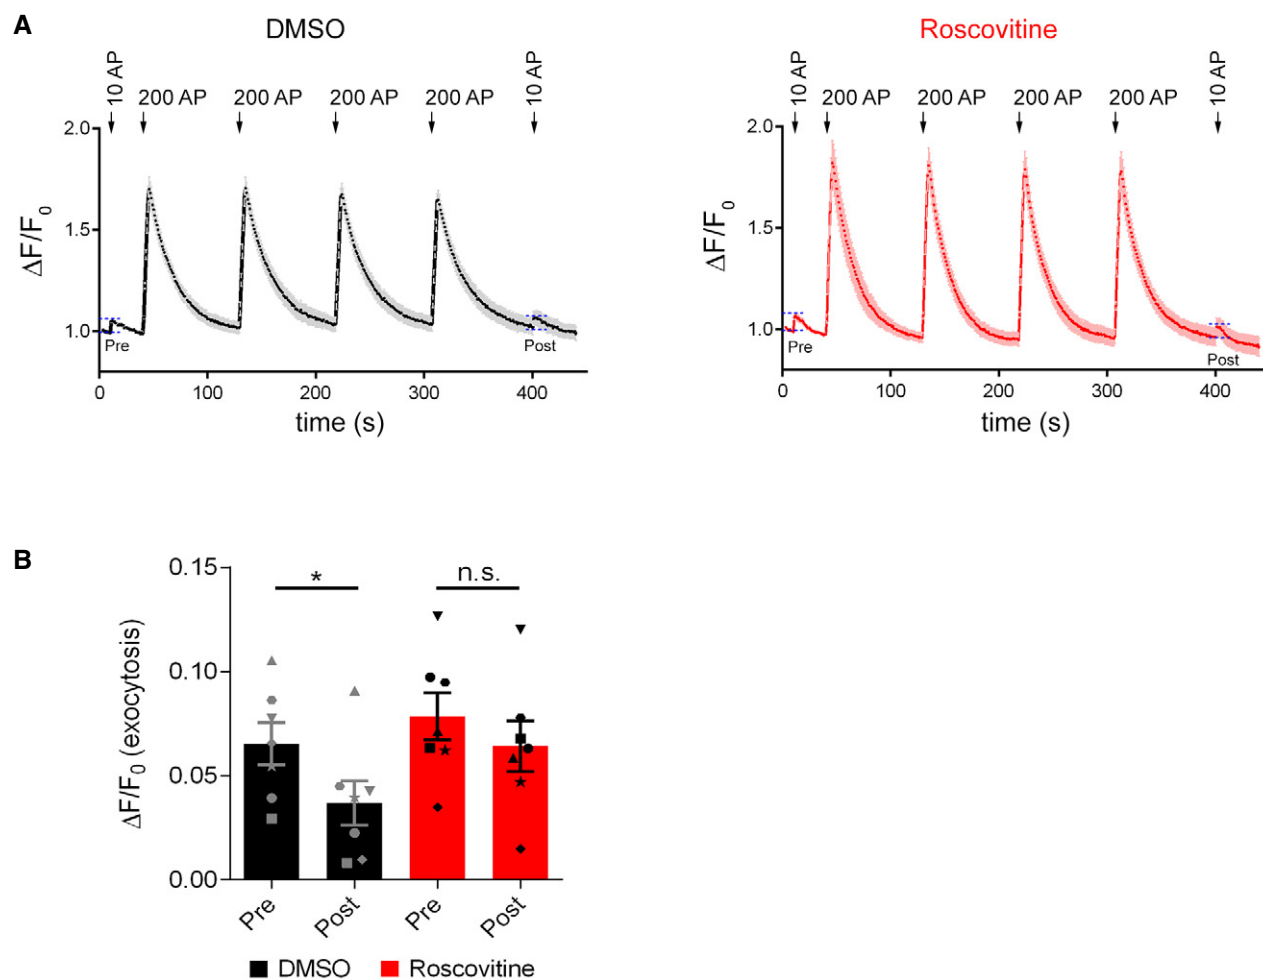 A
DMSO
10 AP
200 AP
200 AP
200 AP
200 AP
10 AP
2.0
1.5
1.0
ΔF/F0
Pre
Post
0
100
200
300
400
time (s)
Roscovitine
10 AP
200 AP
200 AP
200 AP
200 AP
10 AP
2.0
1.5
1.0
ΔF/F0
Pre
Post
0
100
200
300
400
time (s)
B
0.15
0.10
0.05
0.00
ΔF/F0 (exocytosis)
*
n.s.
Pre
Post
Pre
Post
DMSO
Roscovitine